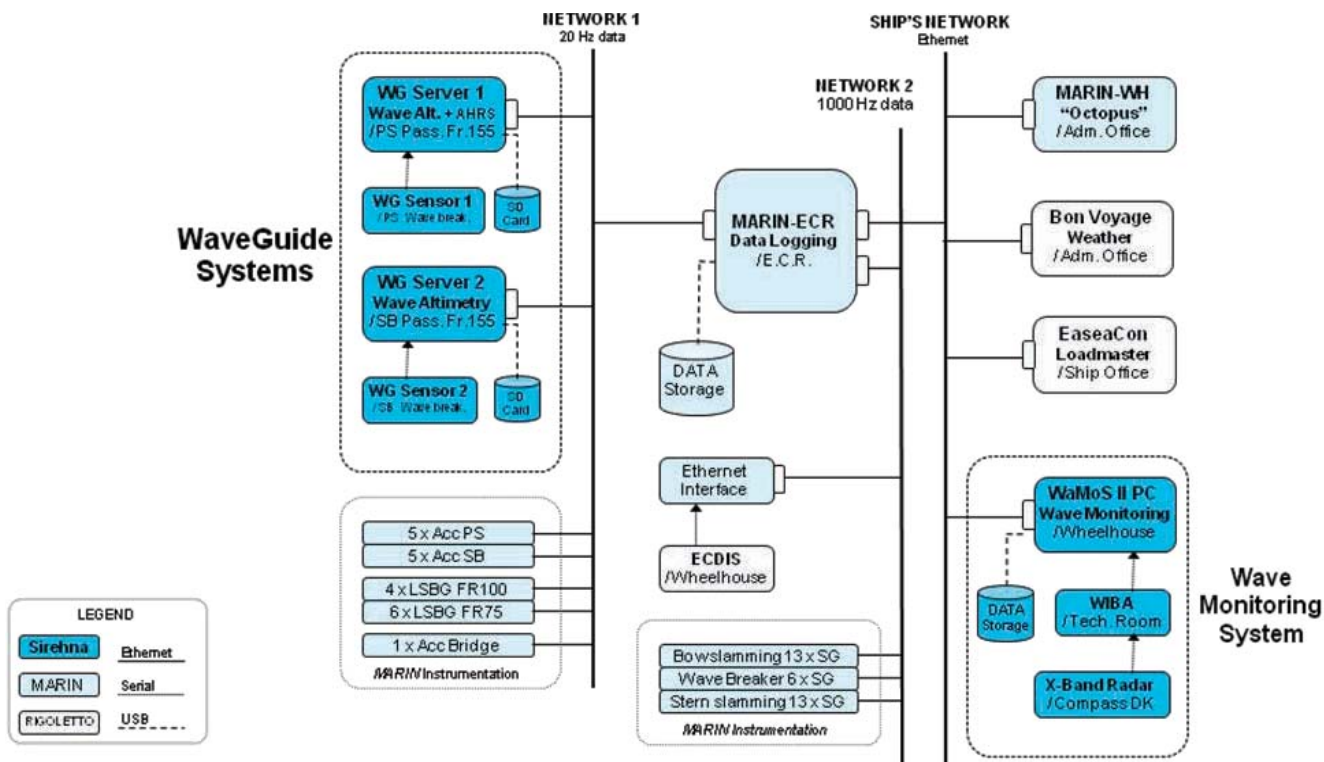 NETWORK 1
20 Hz data
SHIP'S NETWORK
Ethernet
NETWORK 2
1000 Hz data
WaveGuide
Systems
WG Server 1
Wave Alt. + AHRS
/PS Pass. Fr.155
WG Sensor 1
/PS Wave break.
SD
Card
WG Server 2
Wave Altimetry
/SB Pass. Fr.155
WG Sensor 2
/SB Wave break.
SD
Card
5 x Acc PS
5 x Acc SB
4 x LSBG FR100
6 x LSBG FR75
1 x Acc Bridge
MARIN Instrumentation
MARIN-ECR
Data Logging
/E.C.R.
DATA
Storage
Ethernet
Interface
ECDIS
/Wheelhouse
Bowslamming 13 x SG
Wave Breaker 6 x SG
Stern slamming 13 x SG
MARIN Instrumentation
MARIN-WH
“Octopus”
/Adm. Office
Bon Voyage
Weather
/Adm. Office
EaseaCon
Loadmaster
/Ship Office
WaMoS II PC
Wave Monitoring
/Wheelhouse
DATA
Storage
WIBA
/Tech. Room
X-Band Radar
/Compass DK
Wave
Monitoring
System
LEGEND
Sirehna
Ethernet
MARIN
Serial
RIGOLETTO
USB